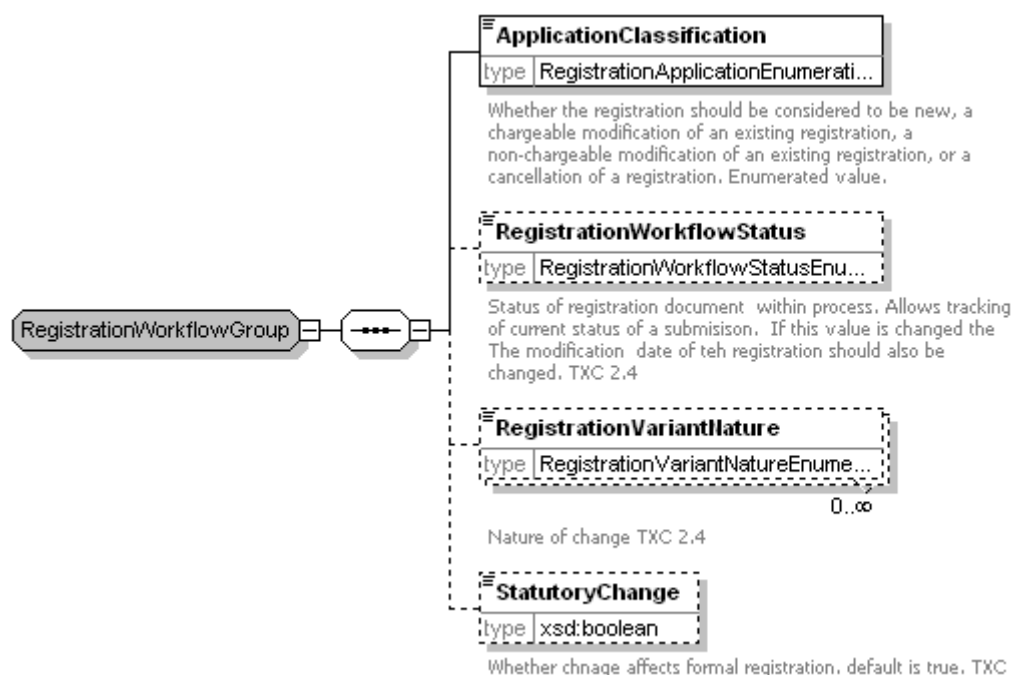 ApplicationClassification
type RegistrationApplicationEnumerati...
Whether the registration should be considered to be new, a
chargeable modification of an existing registration, a
non-chargeable modification of an existing registration, or a
cancellation of a registration. Enumerated value.
RegistrationWorkflowStatus
type RegistrationWorkflowStatusEnu...
Status of registration document within process. Allows tracking
of current status of a submisison. If this value is changed the
The modification date of teh registration should also be
changed. TXC 2.4
RegistrationWorkflowGroup
RegistrationVariantNature
type RegistrationVariantNatureEnume...
0..∞
Nature of change TXC 2.4
StatutoryChange
type xsd:boolean
Whether chnage affects formal registration. default is true. TXC